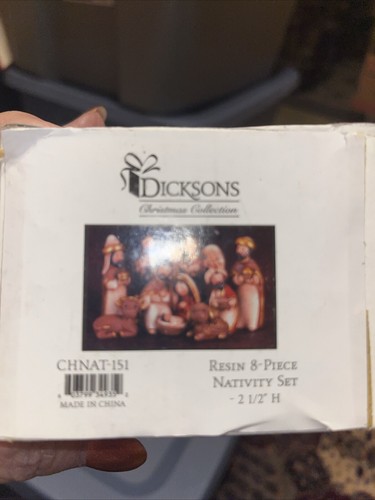 DICKSONS
Christmas Collection
CHNAT-151
MADE IN CHINA
RESIN 8-PIECE
NATIVITY SET
- 2 1/2" H